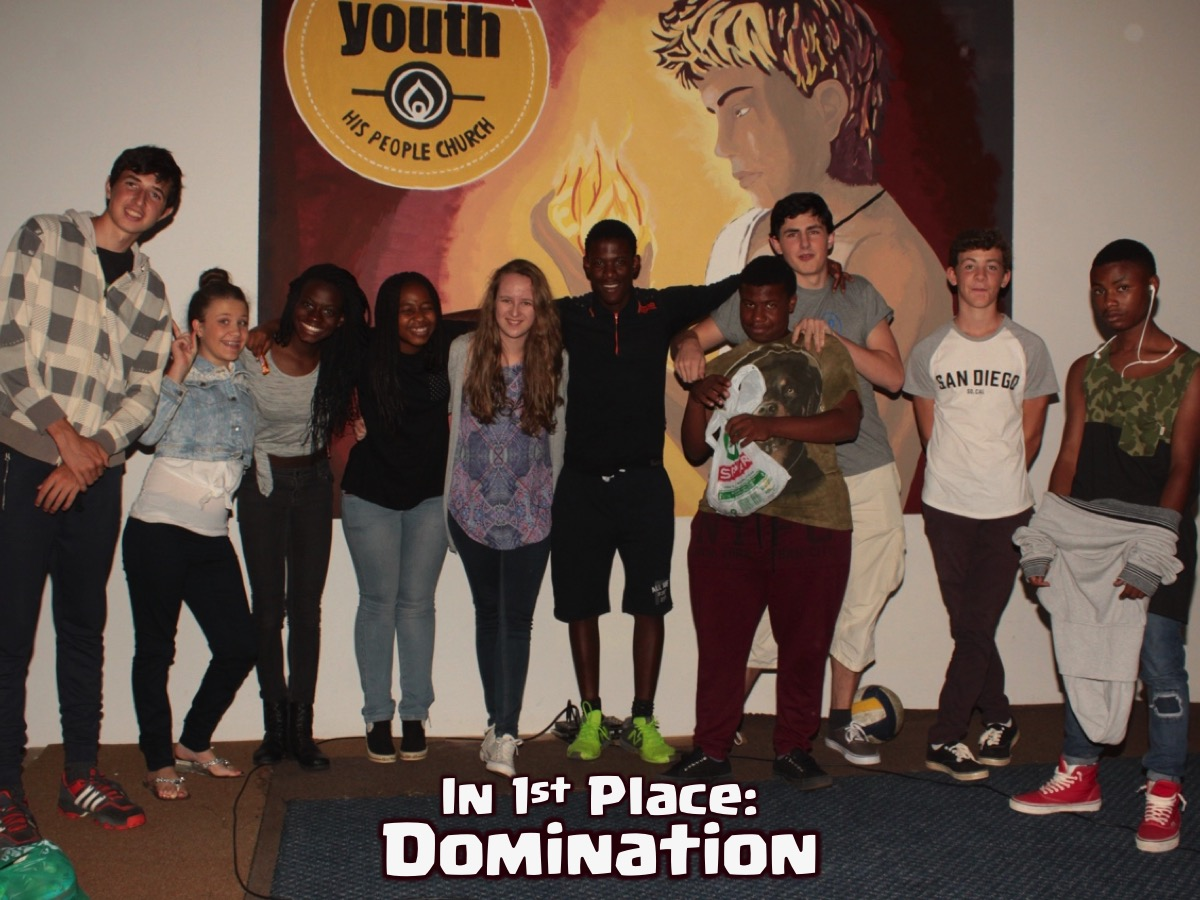 youth
HIS PEOPLE CHURCH
SAN DIEGO
In 1st Place:
Domination